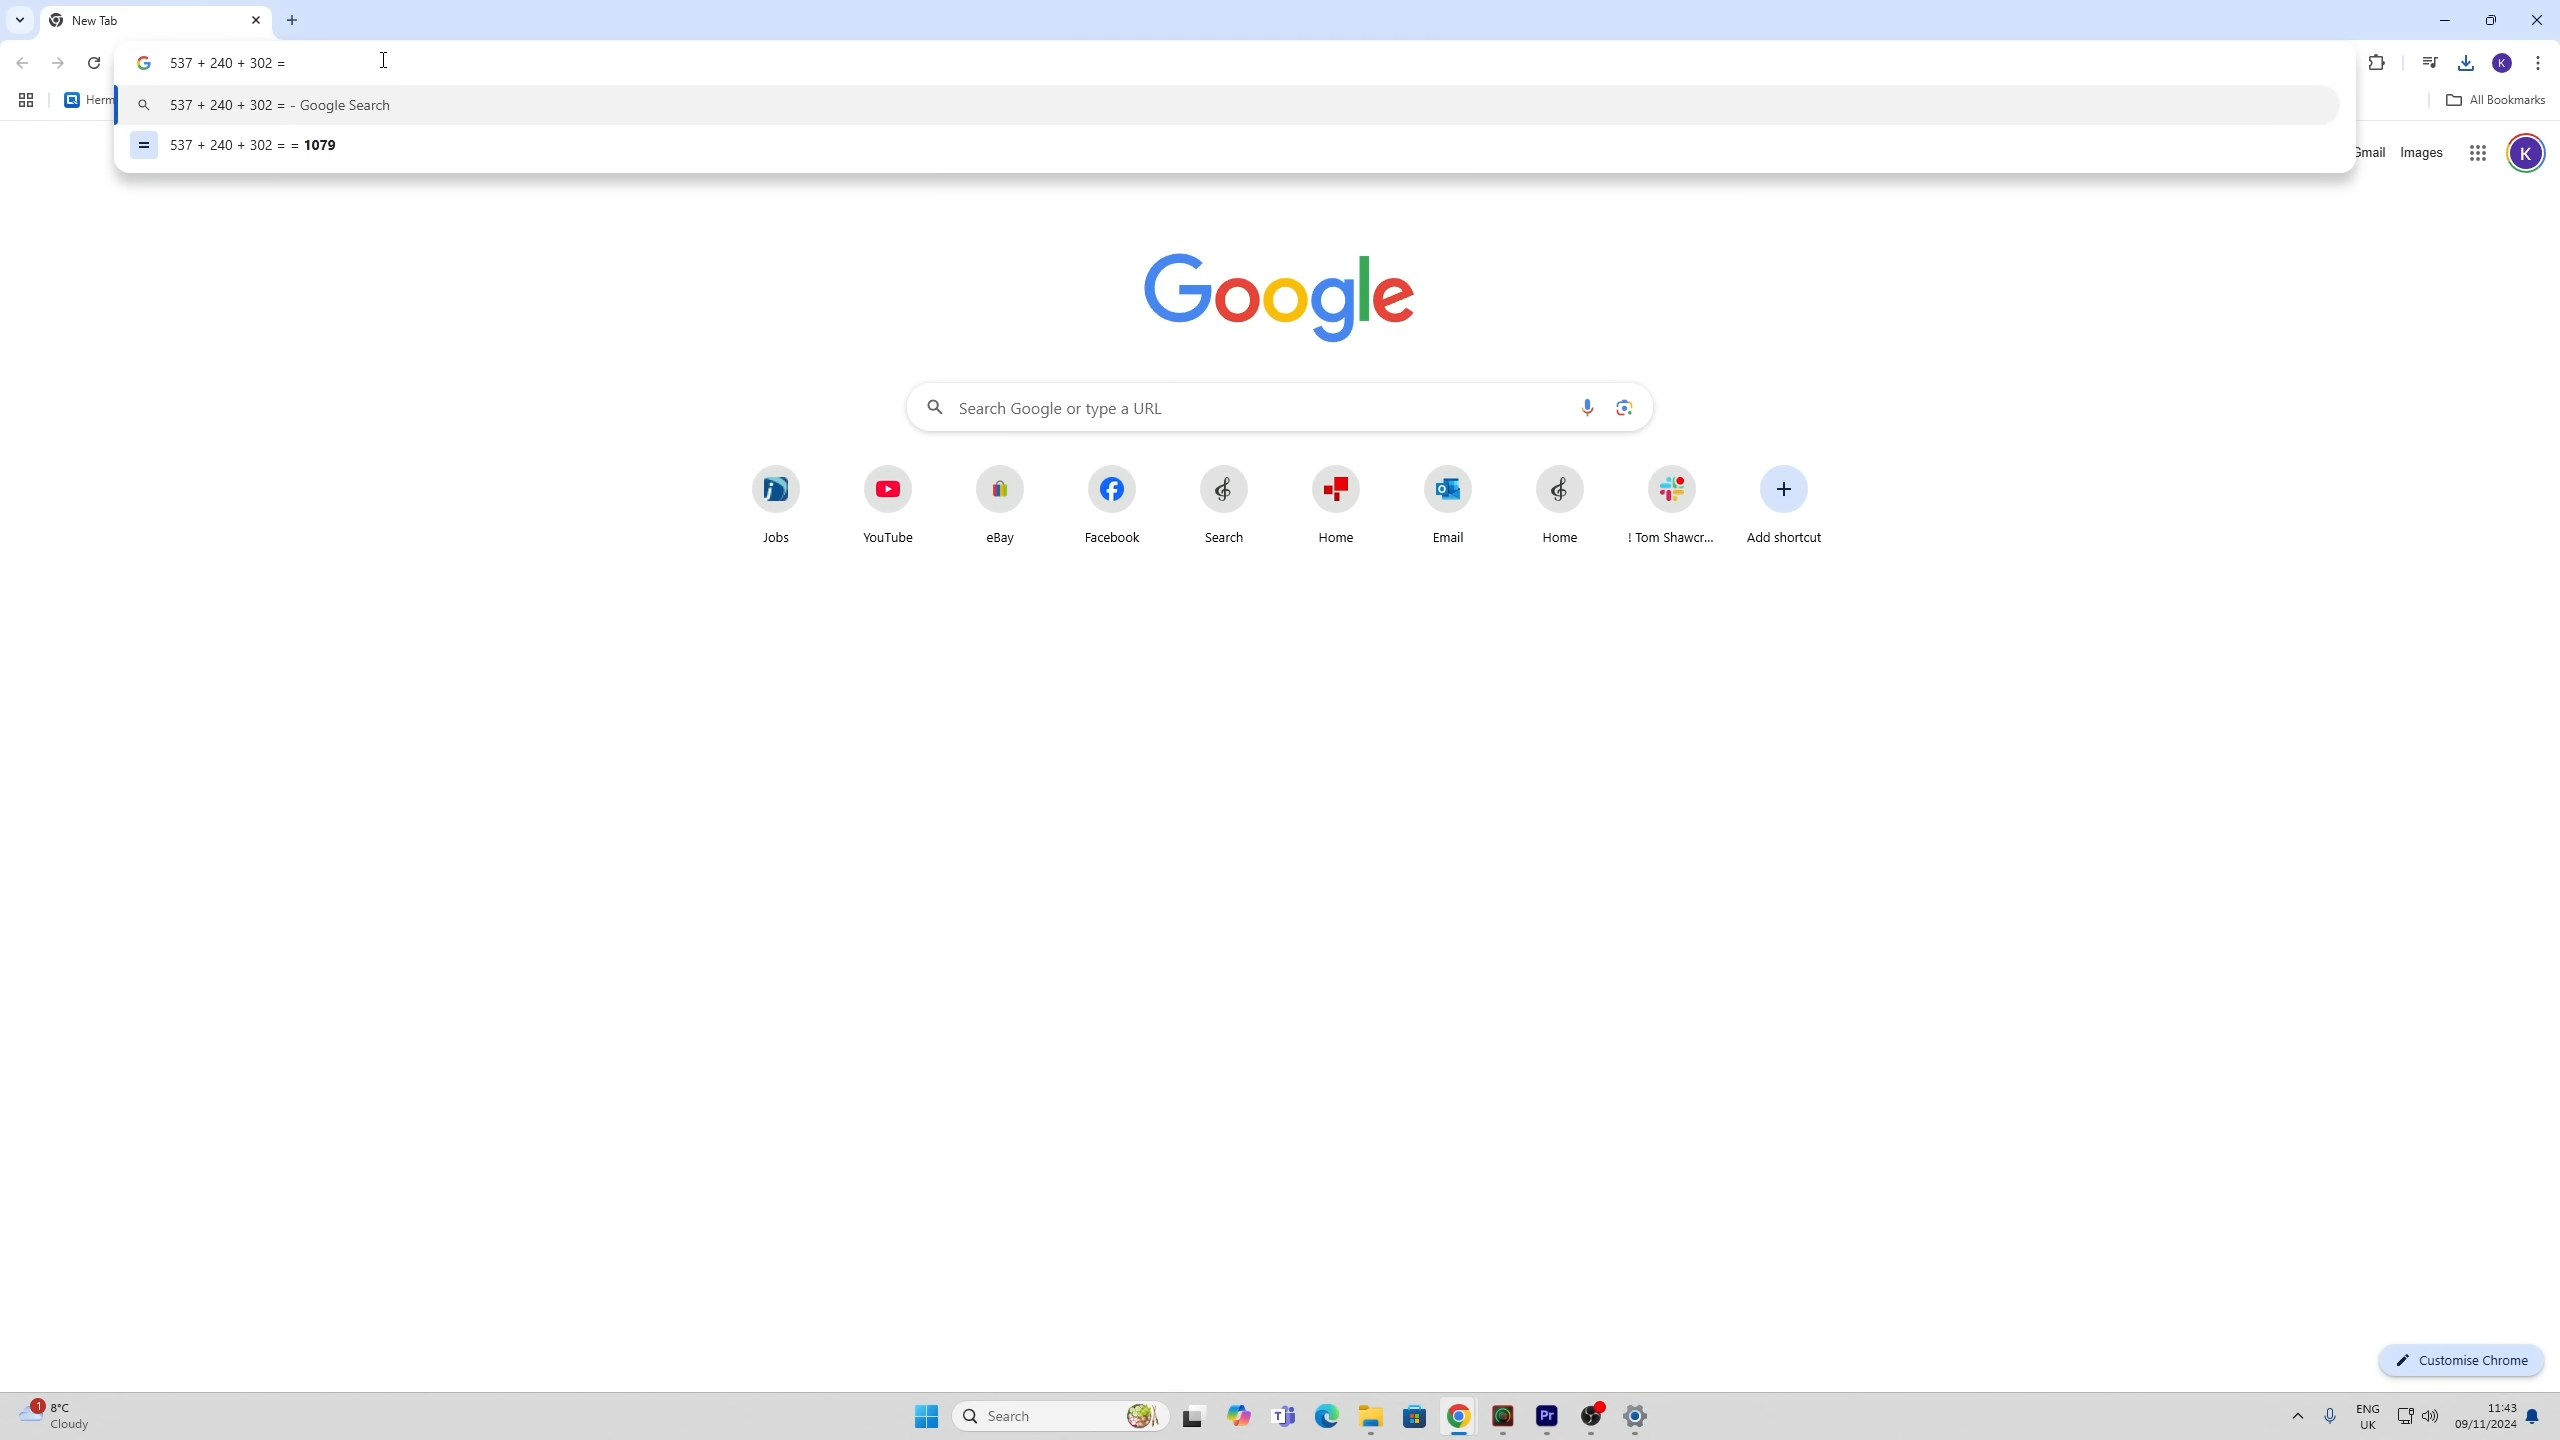 New Tab
537 + 240 + 302 =
K
Herm
537 + 240 + 302 = - Google Search
All Bookmarks
= 537 + 240 + 302 = = 1079
Gmail Images K
Google
Search Google or type a URL
Jobs YouTube eBay Facebook Search Home Email Home ! Tom Shawcr... Add shortcut
Customise Chrome
1 8°C
Cloudy
Search
Pr
ENG
UK
11:43
09/11/2024